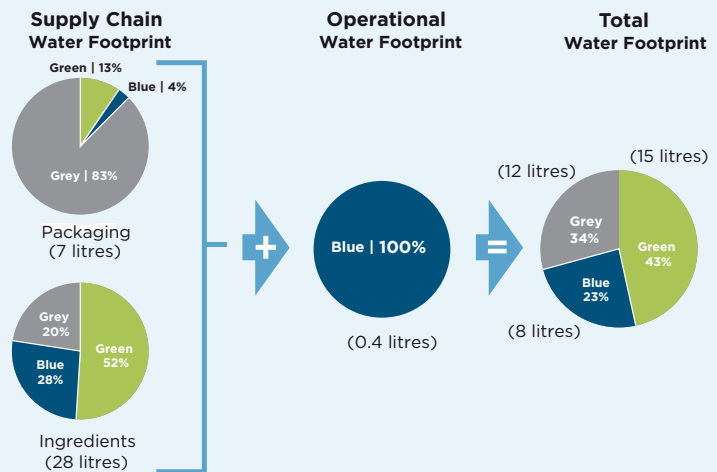 Supply Chain
Water Footprint
Green | 13%
Blue | 4%
Grey | 83%
Packaging
(7 litres)
Grey
20%
Green
52%
Blue
28%
Ingredients
(28 litres)
+
Operational
Water Footprint
Blue | 100%
(0.4 litres)
=
Total
Water Footprint
(12 litres)
(15 litres)
Grey
34%
Green
43%
Blue
23%
(8 litres)